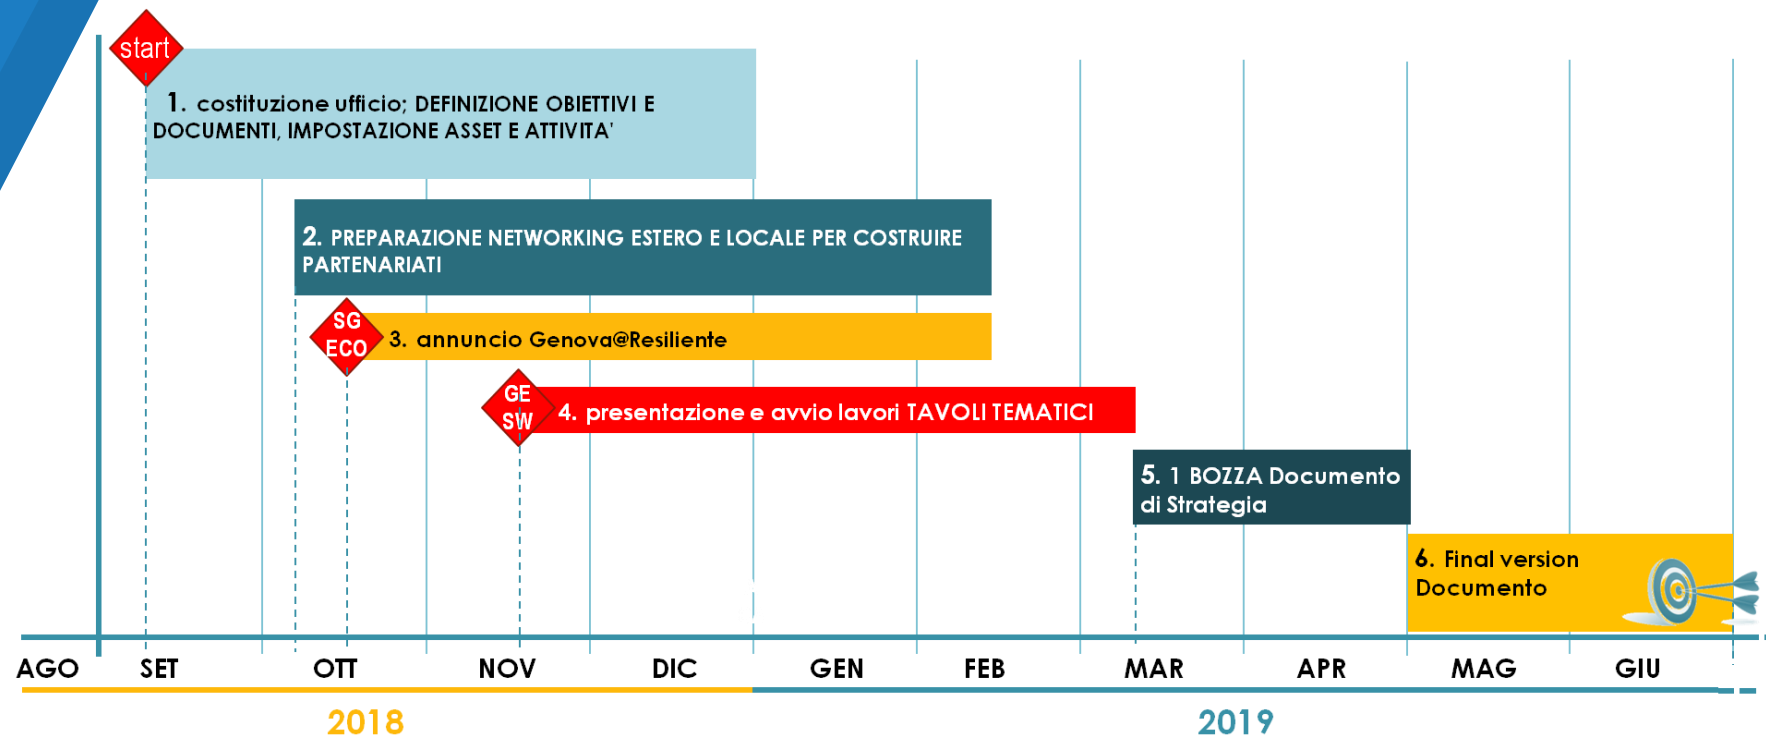 start
1. costituzione ufficio; DEFINIZIONE OBIETTIVI E
DOCUMENTI, IMPOSTAZIONE ASSET E ATTIVITA'
2. PREPARAZIONE NETWORKING ESTERO E LOCALE PER COSTRUIRE
PARTENARIATI
SG
ECO
3. annuncio Genova@Resiliente
GE
SW
4. presentazione e avvio lavori TAVOLI TEMATICI
5. 1 BOZZA Documento
di Strategia
6. Final version
Documento
AGO SET OTT NOV DIC GEN FEB MAR APR MAG GIU
2018 2019